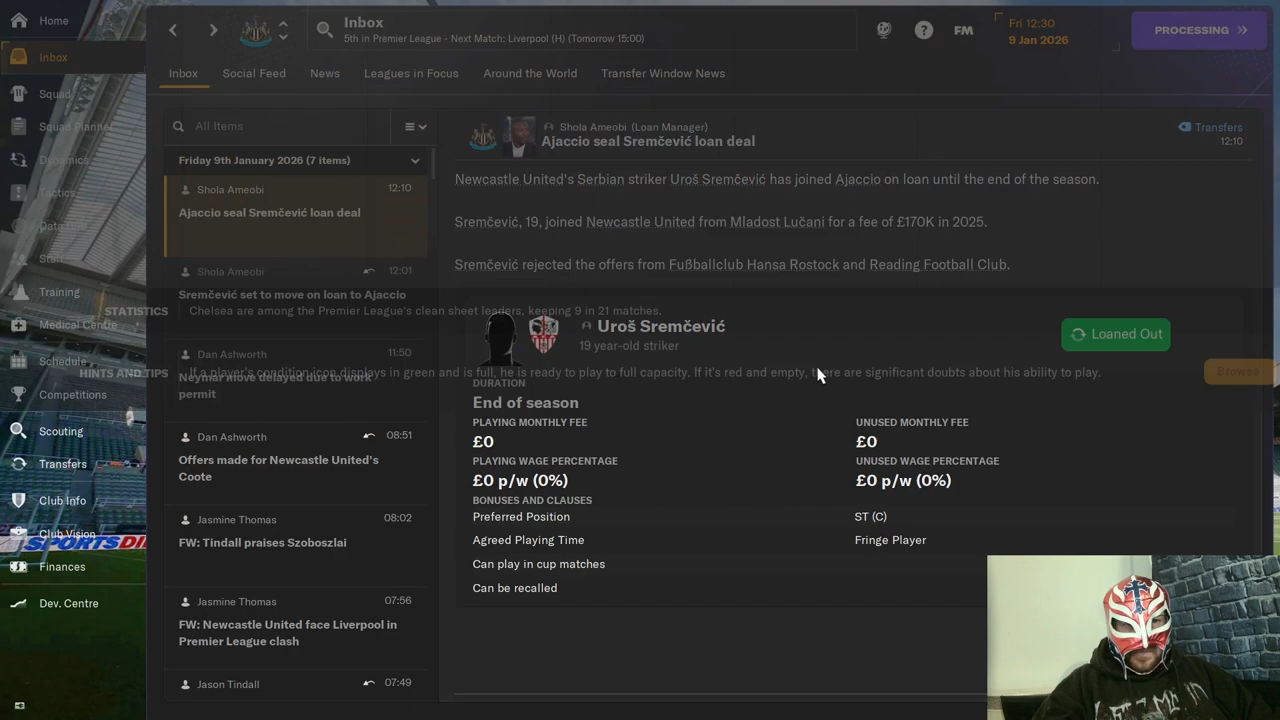 Home
Inbox
Squad
Squad Planner
Dynamics
Tactics
Staff
Training
Medical Centre
Schedule
Competitions
Scouting
Transfers
Club Info
Club Vision
SPORTSDI
Finances
Dev. Centre
Inbox
5th in Premier League - Next Match: Liverpool (H) (Tomorrow 15:00)
?
FM
Fri 12:30
9 Jan 2026
PROCESSING
Inbox
Social Feed
News
Leagues in Focus
Around the World
Transfer Window News
All Items
Friday 9th January 2026 (7 items)
Shola Ameobi 12:10
Ajaccio seal Sremčević loan deal
Shola Ameobi 12:01
Sremčević set to move on loan to Ajaccio
Dan Ashworth 11:50
Neymar move delayed due to work
permit
Dan Ashworth 08:51
Offers made for Newcastle United's
Coote
Jasmine Thomas 08:02
FW: Tindall praises Szoboszlai
Jasmine Thomas 07:56
FW: Newcastle United face Liverpool in
Premier League clash
Jason Tindall 07:49
Shola Ameobi (Loan Manager)
Ajaccio seal Sremčević loan deal
Transfers
12:10
Newcastle United's Serbian striker Uroš Sremčević has joined Ajaccio on loan until the end of the season.
Sremčević, 19, joined Newcastle United from Mladost Lučani for a fee of £170K in 2025.
Sremčević rejected the offers from Fußballclub Hansa Rostock and Reading Football Club.
STATISTICS
Chelsea are among the Premier League's clean sheet leaders, keeping 9 in 21 matches.
Uroš Sremčević
19 year-old striker
Loaned Out
HINTS AND TIPS
If a player's condition icon displays in green and is full, he is ready to play to full capacity. If it's red and empty, there are significant doubts about his ability to play.
Browse
DURATION
End of season
PLAYING MONTHLY FEE
£0
UNUSED MONTHLY FEE
£0
PLAYING WAGE PERCENTAGE
£0 p/w (0%)
UNUSED WAGE PERCENTAGE
£0 p/w (0%)
BONUSES AND CLAUSES
Preferred Position
ST (C)
Agreed Playing Time
Fringe Player
Can play in cup matches
Can be recalled